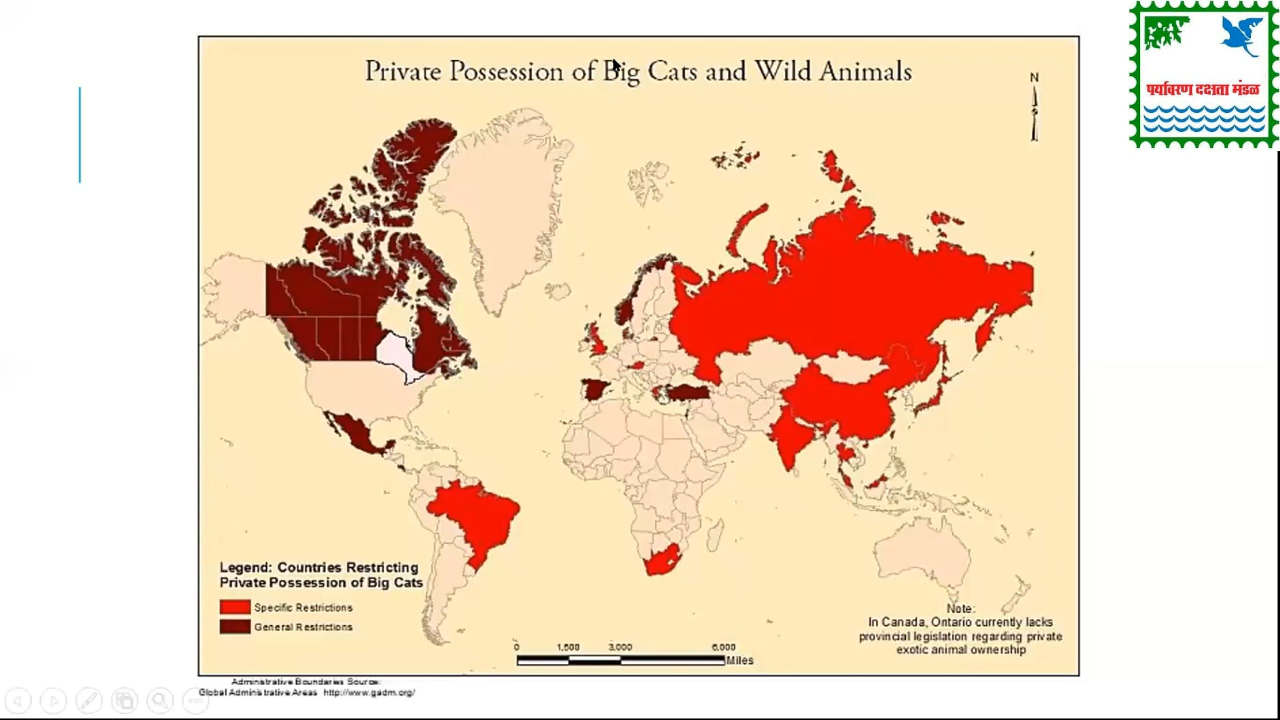 Private Possession of Big Cats and Wild Animals
N
पर्यावरण दक्षता मंडळ
Legend: Countries Restricting
Private Possession of Big Cats
Specific Restrictions
General Restrictions
0 1,500 3,000 6,000
Miles
Note:
In Canada, Ontario currently lacks
provincial legislation regarding private
exotic animal ownership
Administrative Boundaries Source:
Global Administrative Areas http://www.gadm.org/